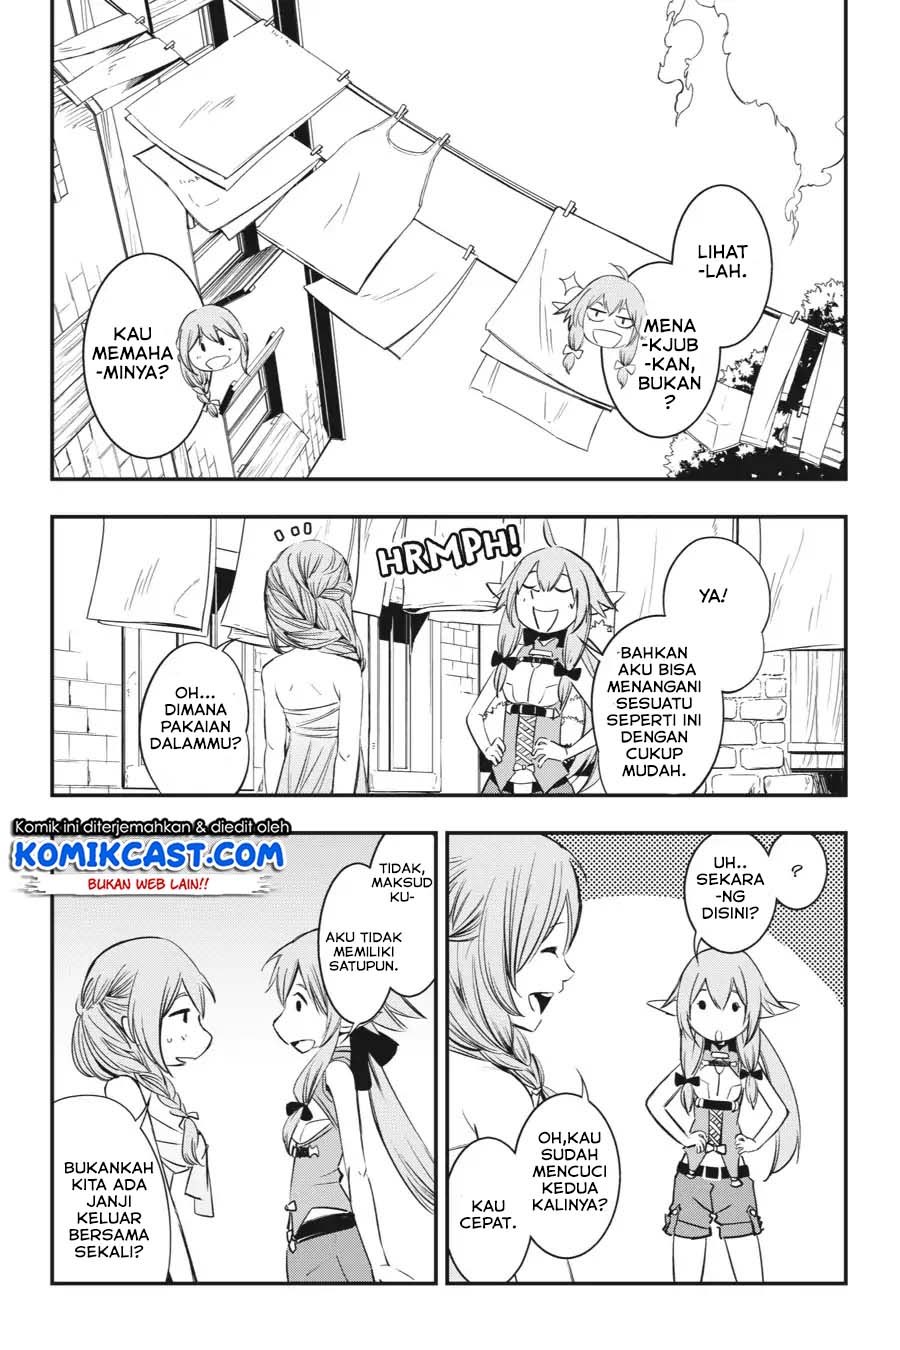 LIHAT
-LAH.
MENA
-KJUB
-KAN,
BUKAN
?
KAU
MEMAHA
-MINYA?
HRMPH!
YA!
BAHKAN
AKU BISA
MENANGANI
SESUATU
SEPERTI INI
DENGAN
CUKUP
MUDAH.
OH...
DIMANA
PAKAIAN
DALAMMU?
?
UH..
SEKARA
-NG
DISINI?
OH,KAU
SUDAH
MENCUCI
KEDUA
KALINYA?
KAU
CEPAT.
Komik ini diterjemahkan & diedit oleh
KOMIKCAST.COM
BUKAN WEB LAIN!!
TIDAK,
MAKSUD
KU-
AKU TIDAK
MEMILIKI
SATUPUN.
BUKANKAH
KITA ADA
JANJI
KELUAR
BERSAMA
SEKALI?